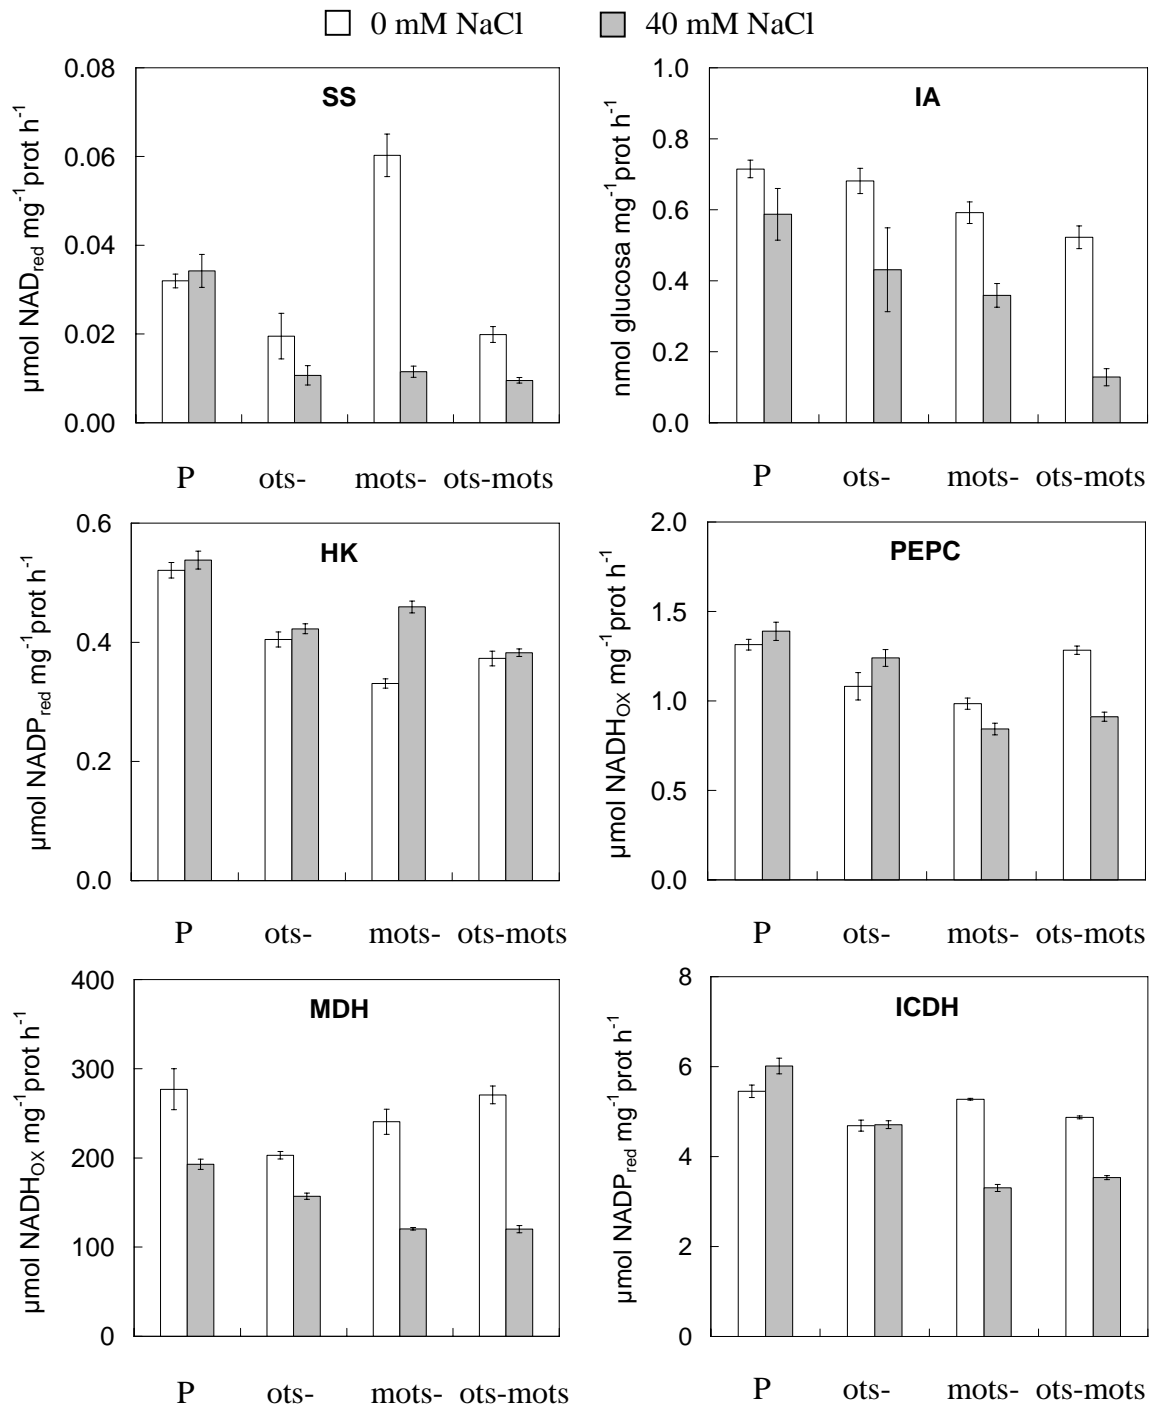 0 mM NaCl 40 mM NaCl
SS
µmol NAD_red mg⁻¹prot h⁻¹
0.08
0.06
0.04
0.02
0.00
P ots- mots- ots-mots
IA
nmol glucosa mg⁻¹prot h⁻¹
1.0
0.8
0.6
0.4
0.2
0.0
P ots- mots- ots-mots
HK
µmol NADP_red mg⁻¹prot h⁻¹
0.6
0.4
0.2
0.0
P ots- mots- ots-mots
PEPC
µmol NADH_OX mg⁻¹prot h⁻¹
2.0
1.5
1.0
0.5
0.0
P ots- mots- ots-mots
MDH
µmol NADH_OX mg⁻¹prot h⁻¹
400
300
200
100
0
P ots- mots- ots-mots
ICDH
µmol NADP_red mg⁻¹prot h⁻¹
8
6
4
2
0
P ots- mots- ots-mots